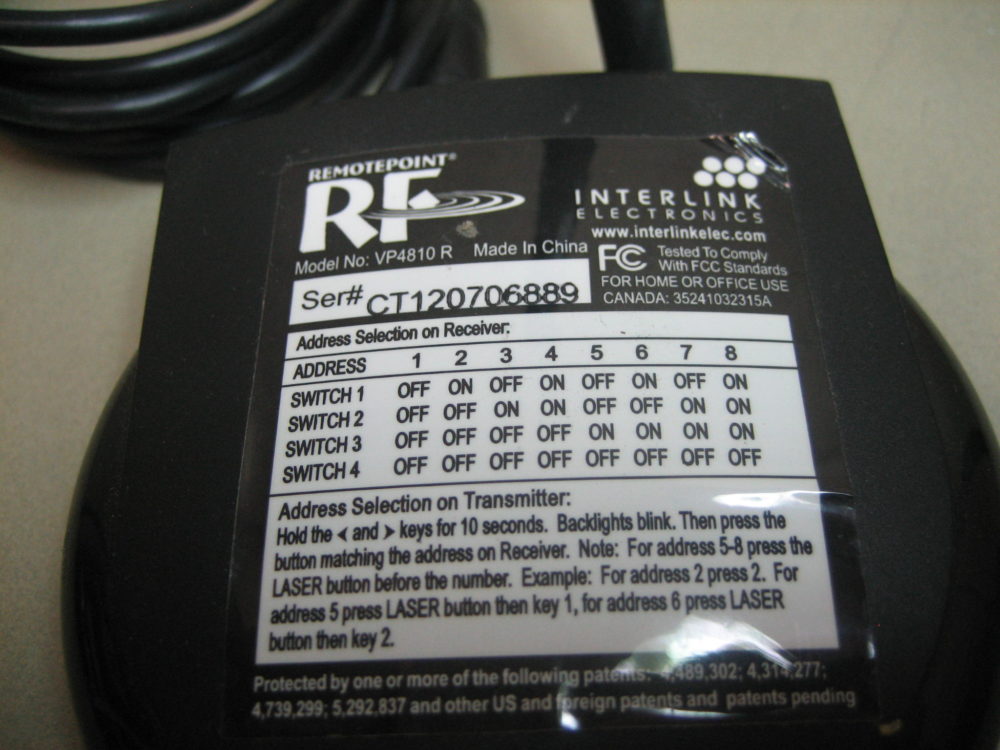 REMOTEPOINT®
RF
INTERLINK
ELECTRONICS
www.interlinkelec.com
Model No: VP4810 R Made In China
FC Tested To Comply
With FCC Standards
FOR HOME OR OFFICE USE
CANADA: 35241032315A
Ser# CT120706889
Address Selection on Receiver:
ADDRESS 1 2 3 4 5 6 7 8
SWITCH 1 OFF ON OFF ON OFF ON OFF ON
SWITCH 2 OFF OFF ON ON OFF OFF ON ON
SWITCH 3 OFF OFF OFF OFF ON ON ON ON
SWITCH 4 OFF OFF OFF OFF OFF OFF OFF OFF
Address Selection on Transmitter:
Hold the < and > keys for 10 seconds. Backlights blink. Then press the
button matching the address on Receiver. Note: For address 5-8 press the
LASER button before the number. Example: For address 2 press 2. For
address 5 press LASER button then key 1, for address 6 press LASER
button then key 2.
Protected by one or more of the following patents: 4,489,302; 4,314,277;
4,739,299; 5,292,837 and other US and foreign patents and patents pending